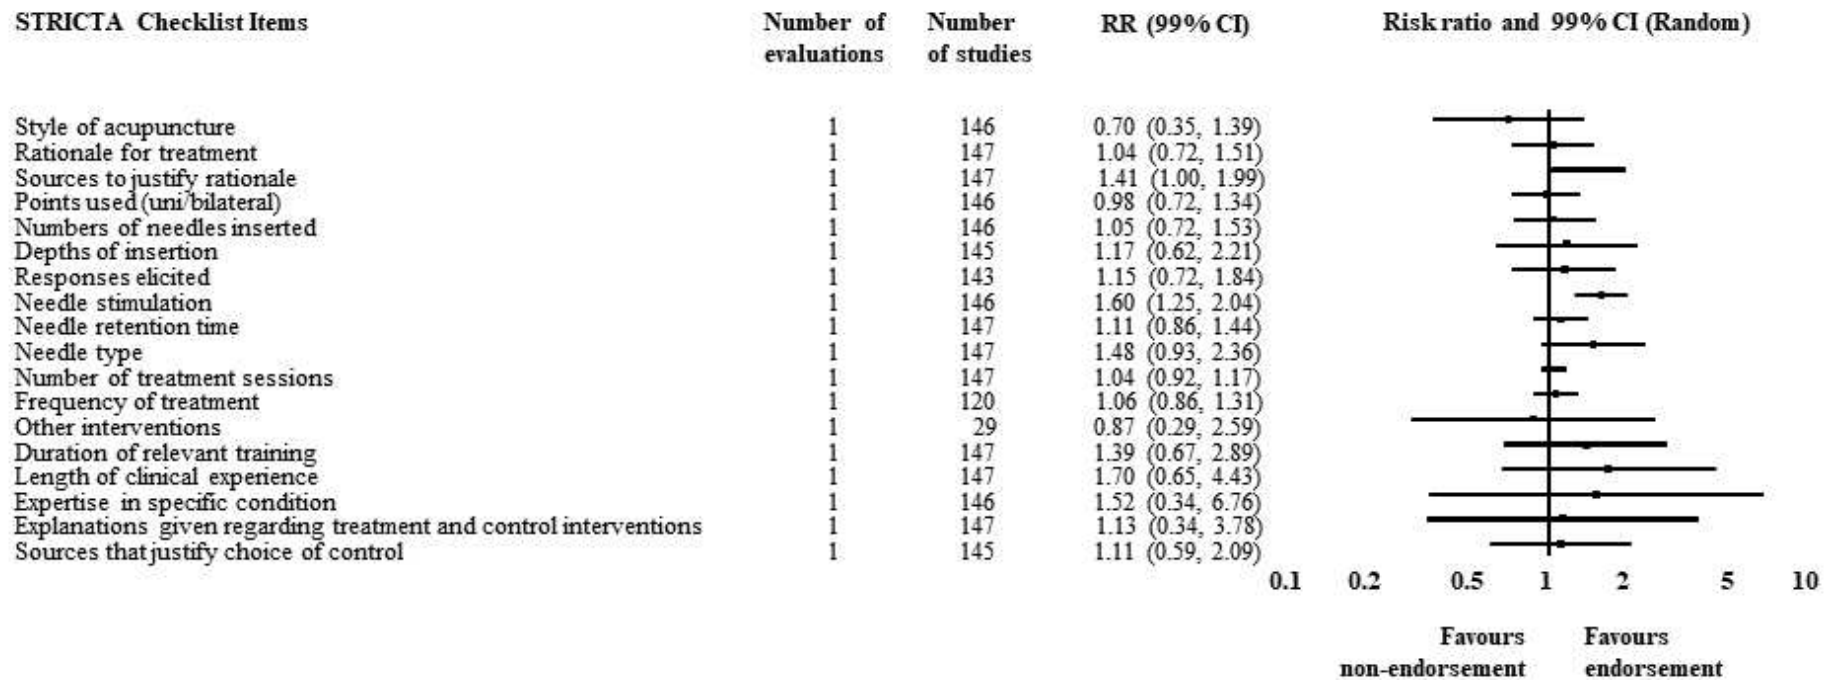 STRICTA Checklist Items Number of evaluations Number of studies RR (99% CI) Risk ratio and 99% CI (Random)
Style of acupuncture 1 146 0.70 (0.35, 1.39)
Rationale for treatment 1 147 1.04 (0.72, 1.51)
Sources to justify rationale 1 147 1.41 (1.00, 1.99)
Points used (uni/bilateral) 1 146 0.98 (0.72, 1.34)
Numbers of needles inserted 1 146 1.05 (0.72, 1.53)
Depths of insertion 1 145 1.17 (0.62, 2.21)
Responses elicited 1 143 1.15 (0.72, 1.84)
Needle stimulation 1 146 1.60 (1.25, 2.04)
Needle retention time 1 147 1.11 (0.86, 1.44)
Needle type 1 147 1.48 (0.93, 2.36)
Number of treatment sessions 1 147 1.04 (0.92, 1.17)
Frequency of treatment 1 120 1.06 (0.86, 1.31)
Other interventions 1 29 0.87 (0.29, 2.59)
Duration of relevant training 1 147 1.39 (0.67, 2.89)
Length of clinical experience 1 147 1.70 (0.65, 4.43)
Expertise in specific condition 1 146 1.52 (0.34, 6.76)
Explanations given regarding treatment and control interventions 1 147 1.13 (0.34, 3.78)
Sources that justify choice of control 1 145 1.11 (0.59, 2.09)
0.1 0.2 0.5 1 2 5 10
Favours non-endorsement Favours endorsement